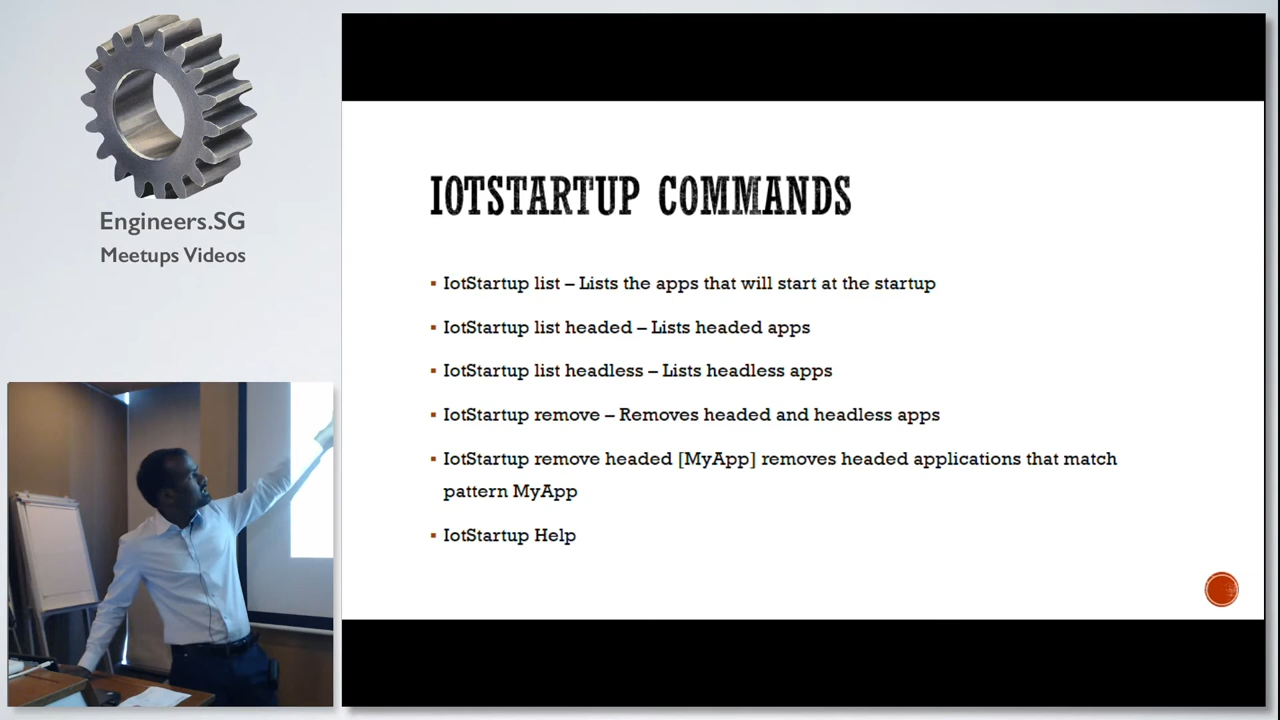 Engineers.SG
Meetups Videos
IOTSTARTUP COMMANDS
▪ IotStartup list – Lists the apps that will start at the startup
▪ IotStartup list headed – Lists headed apps
▪ IotStartup list headless – Lists headless apps
▪ IotStartup remove – Removes headed and headless apps
▪ IotStartup remove headed [MyApp] removes headed applications that match
pattern MyApp
▪ IotStartup Help